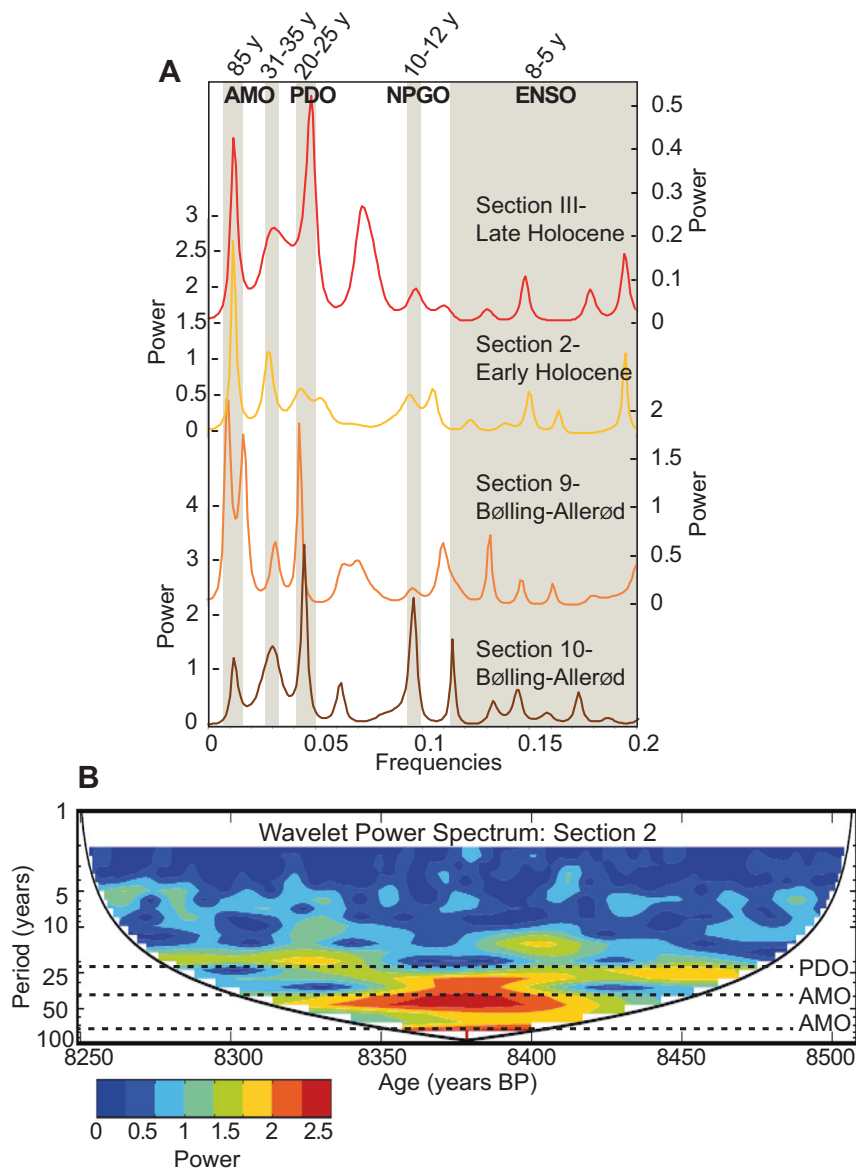 A
85 y
31-35 y
20-25 y
10-12 y
8-5 y
AMO PDO NPGO ENSO
0.5
0.4
0.3
0.2
0.1
0
Power
Section III-
Late Holocene
3
2.5
2
1.5
1
0.5
0
Power
Section 2-
Early Holocene
2
1.5
1
0.5
0
Power
Section 9-
Bølling-Allerød
4
3
2
1
0
Power
Section 10-
Bølling-Allerød
0 0.05 0.1 0.15 0.2
Frequencies
B
Wavelet Power Spectrum: Section 2
1
5
10
25
50
100
Period (years)
PDO
AMO
AMO
8250 8300 8350 8400 8450 8500
Age (years BP)
0 0.5 1 1.5 2 2.5
Power